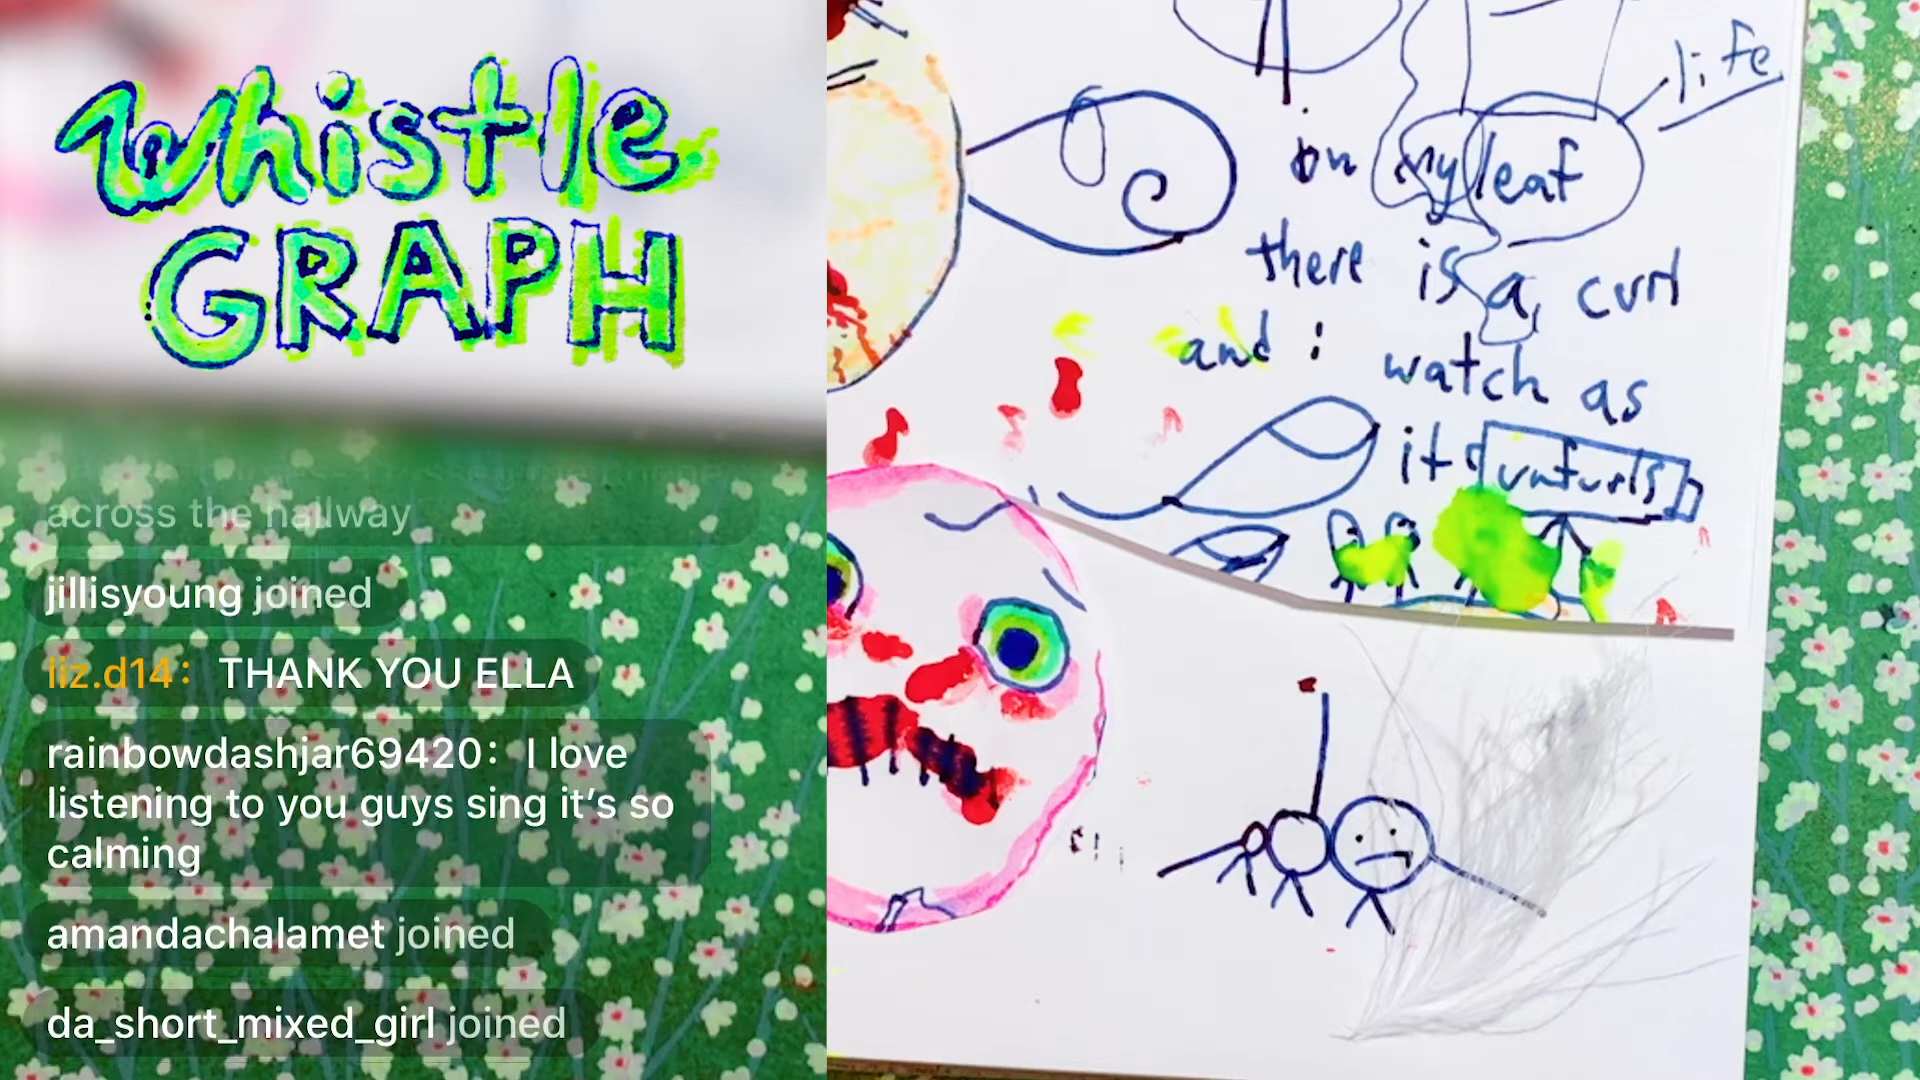 Whistle
GRAPH
across the hallway
jillisyoung joined
liz.d14: THANK YOU ELLA
rainbowdashjar69420: I love
listening to you guys sing it's so
calming
amandachalamet joined
da_short_mixed_girl joined
life
in my leaf
there is a curl
and i watch as
it unfurls